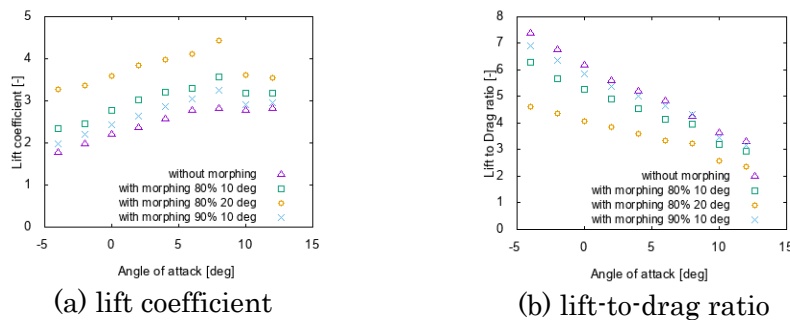 5
4
3
2
1
0
-5
0
5
10
15
Lift coefficient [-]
Angle of attack [deg]
without morphing
with morphing 80% 10 deg
with morphing 80% 20 deg
with morphing 90% 10 deg
(a) lift coefficient
8
7
6
5
4
3
2
1
0
-5
0
5
10
15
Lift to Drag ratio [-]
Angle of attack [deg]
without morphing
with morphing 80% 10 deg
with morphing 80% 20 deg
with morphing 90% 10 deg
(b) lift-to-drag ratio